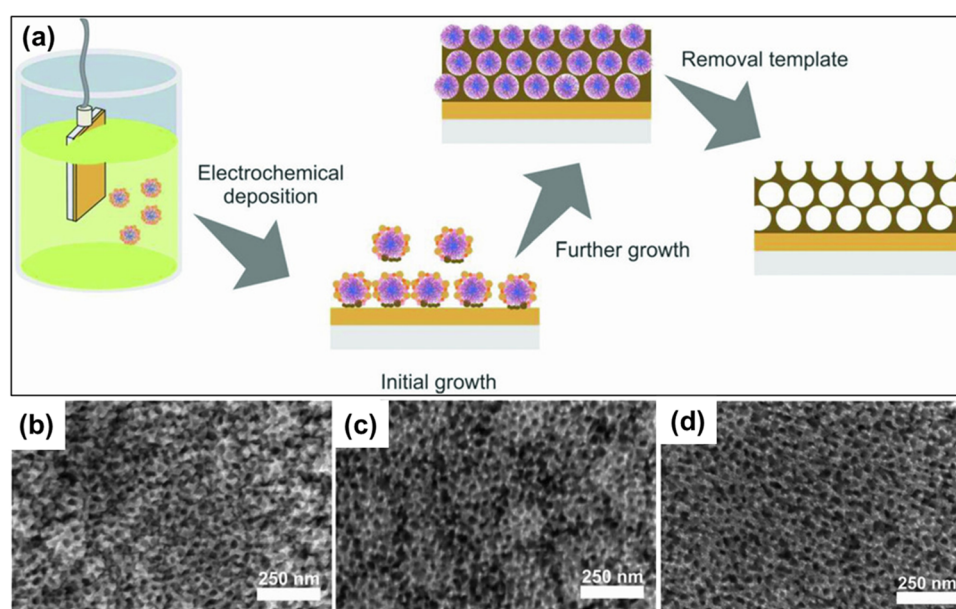 (a)
Removal template
Electrochemical
deposition
Further growth
Initial growth
(b)
(c)
(d)
250 nm
250 nm
250 nm